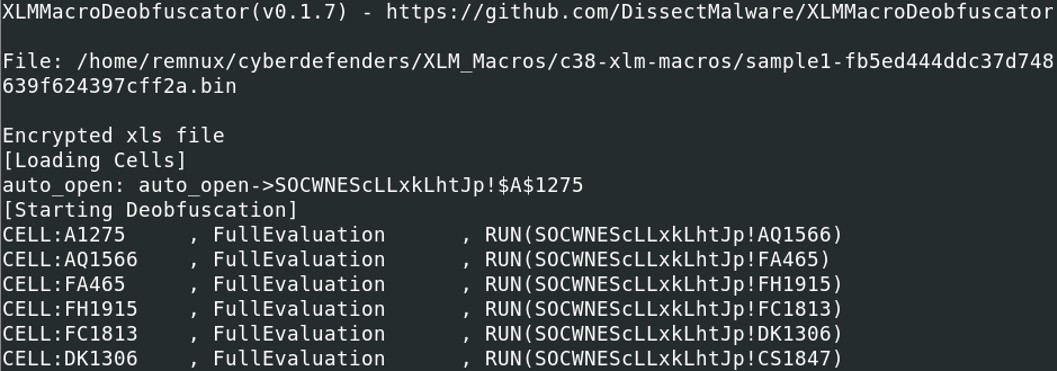 XLMMacroDeobfuscator(v0.1.7) - https://github.com/DissectMalware/XLMMacroDeobfuscator
File: /home/remnux/cyberdefenders/XLM_Macros/c38-xlm-macros/sample1-fb5ed444ddc37d748
639f624397cff2a.bin
Encrypted xls file
[Loading Cells]
auto_open: auto_open->SOCWNEScLLxkLhtJp!$A$1275
[Starting Deobfuscation]
CELL:A1275     , FullEvaluation      , RUN(SOCWNEScLLxkLhtJp!AQ1566)
CELL:AQ1566    , FullEvaluation      , RUN(SOCWNEScLLxkLhtJp!FA465)
CELL:FA465     , FullEvaluation      , RUN(SOCWNEScLLxkLhtJp!FH1915)
CELL:FH1915    , FullEvaluation      , RUN(SOCWNEScLLxkLhtJp!FC1813)
CELL:FC1813    , FullEvaluation      , RUN(SOCWNEScLLxkLhtJp!DK1306)
CELL:DK1306    , FullEvaluation      , RUN(SOCWNEScLLxkLhtJp!CS1847)